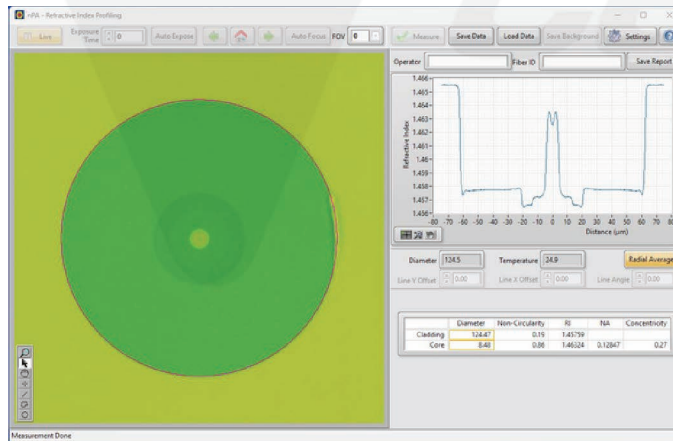 nPA - Refractive Index Profiling
Live
Exposure Time
0
Auto Expose
Auto Focus
FOV
0
Measure
Save Data
Load Data
Save Background
Settings
Operator
Fiber ID
Save Report
Refractive Index
1.466
1.465
1.464
1.463
1.462
1.461
1.46
1.459
1.458
1.457
1.456
-80 -70 -60 -50 -40 -30 -20 -10 0 10 20 30 40 50 60 70 80
Distance (µm)
Diameter 124.5 Temperature 24.9 Radial Average
Line Y Offset 0.00 Line X Offset 0.00 Line Angle 0.00
Diameter Non-Circularity RI NA Concentricity
Cladding 124.47 0.19 1.45759
Core 8.48 0.86 1.46324 0.12847 0.27
Measurement Done